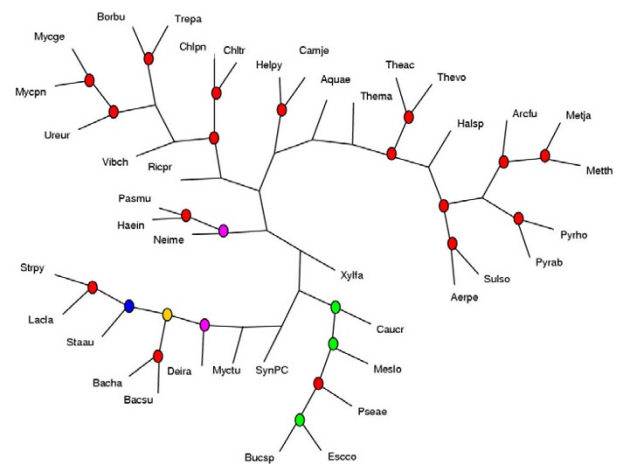 Borbu
Trepa
Mycge
Chlpn
Chltr
Camje
Helpy
Theac
Thevo
Aquae
Thema
Mycpn
Ureur
Halsp
Arcfu
Metja
Metth
Vibch
Ricpr
Pasmu
Haein
Neime
Pyrho
Pyrab
Sulso
Aerpe
Xylfa
Strpy
Lacla
Staau
Caucr
Bacha
Bacsu
Deira
Myctu
SynPC
Meslo
Pseae
Bucsp
Escco